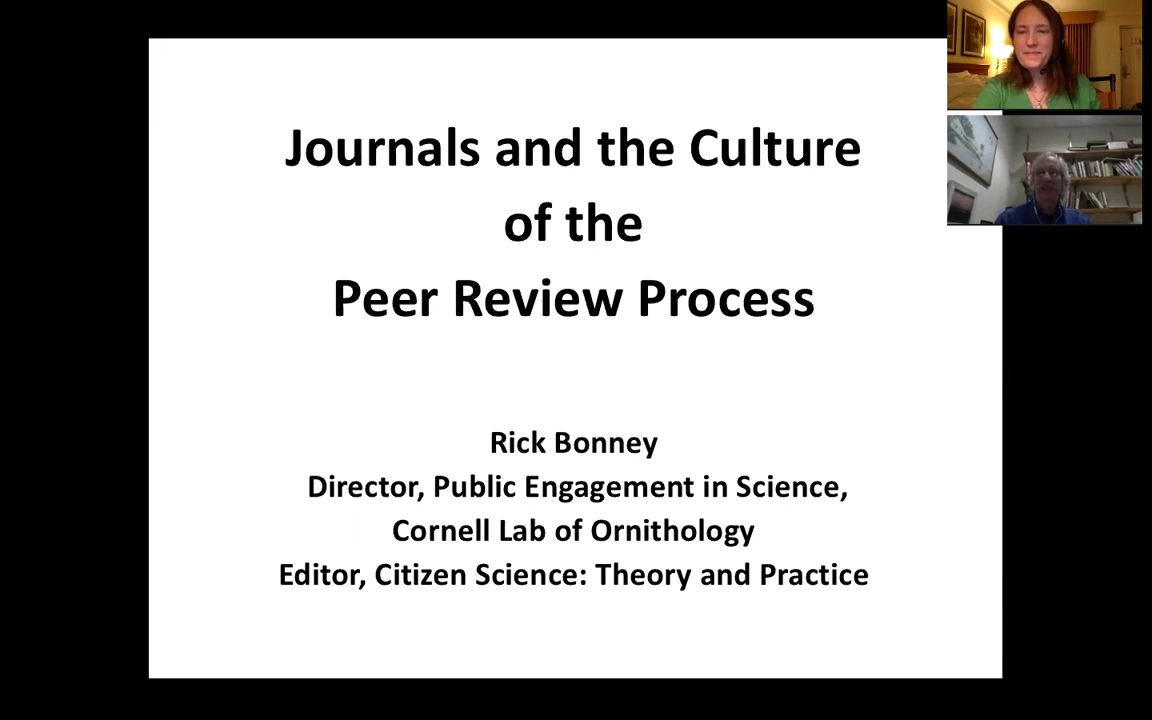 Journals and the Culture
of the
Peer Review Process
Rick Bonney
Director, Public Engagement in Science,
Cornell Lab of Ornithology
Editor, Citizen Science: Theory and Practice